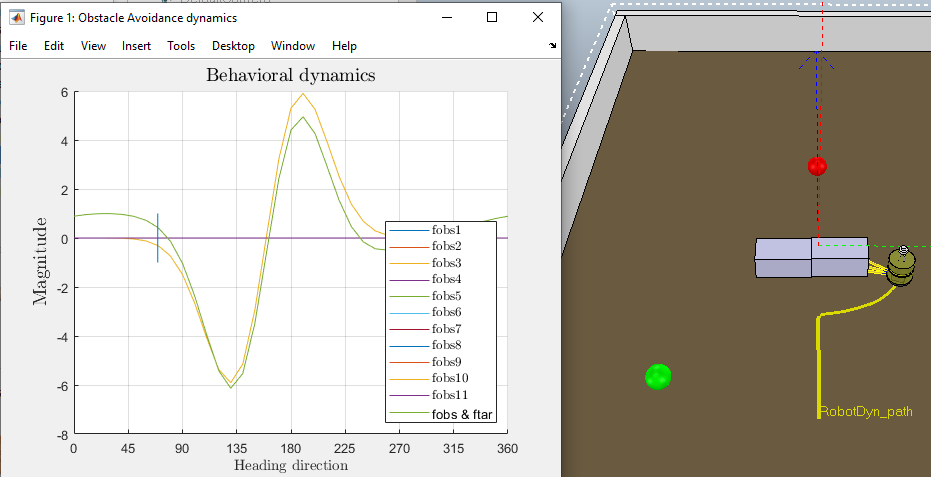 Figure 1: Obstacle Avoidance dynamics
File Edit View Insert Tools Desktop Window Help
Behavioral dynamics
6
4
2
0
-2
-4
-6
-8
Magnitude
fobs1
fobs2
fobs3
fobs4
fobs5
fobs6
fobs7
fobs8
fobs9
fobs10
fobs11
fobs & ftar
0 45 90 135 180 225 270 315 360
Heading direction
RobotDyn_path